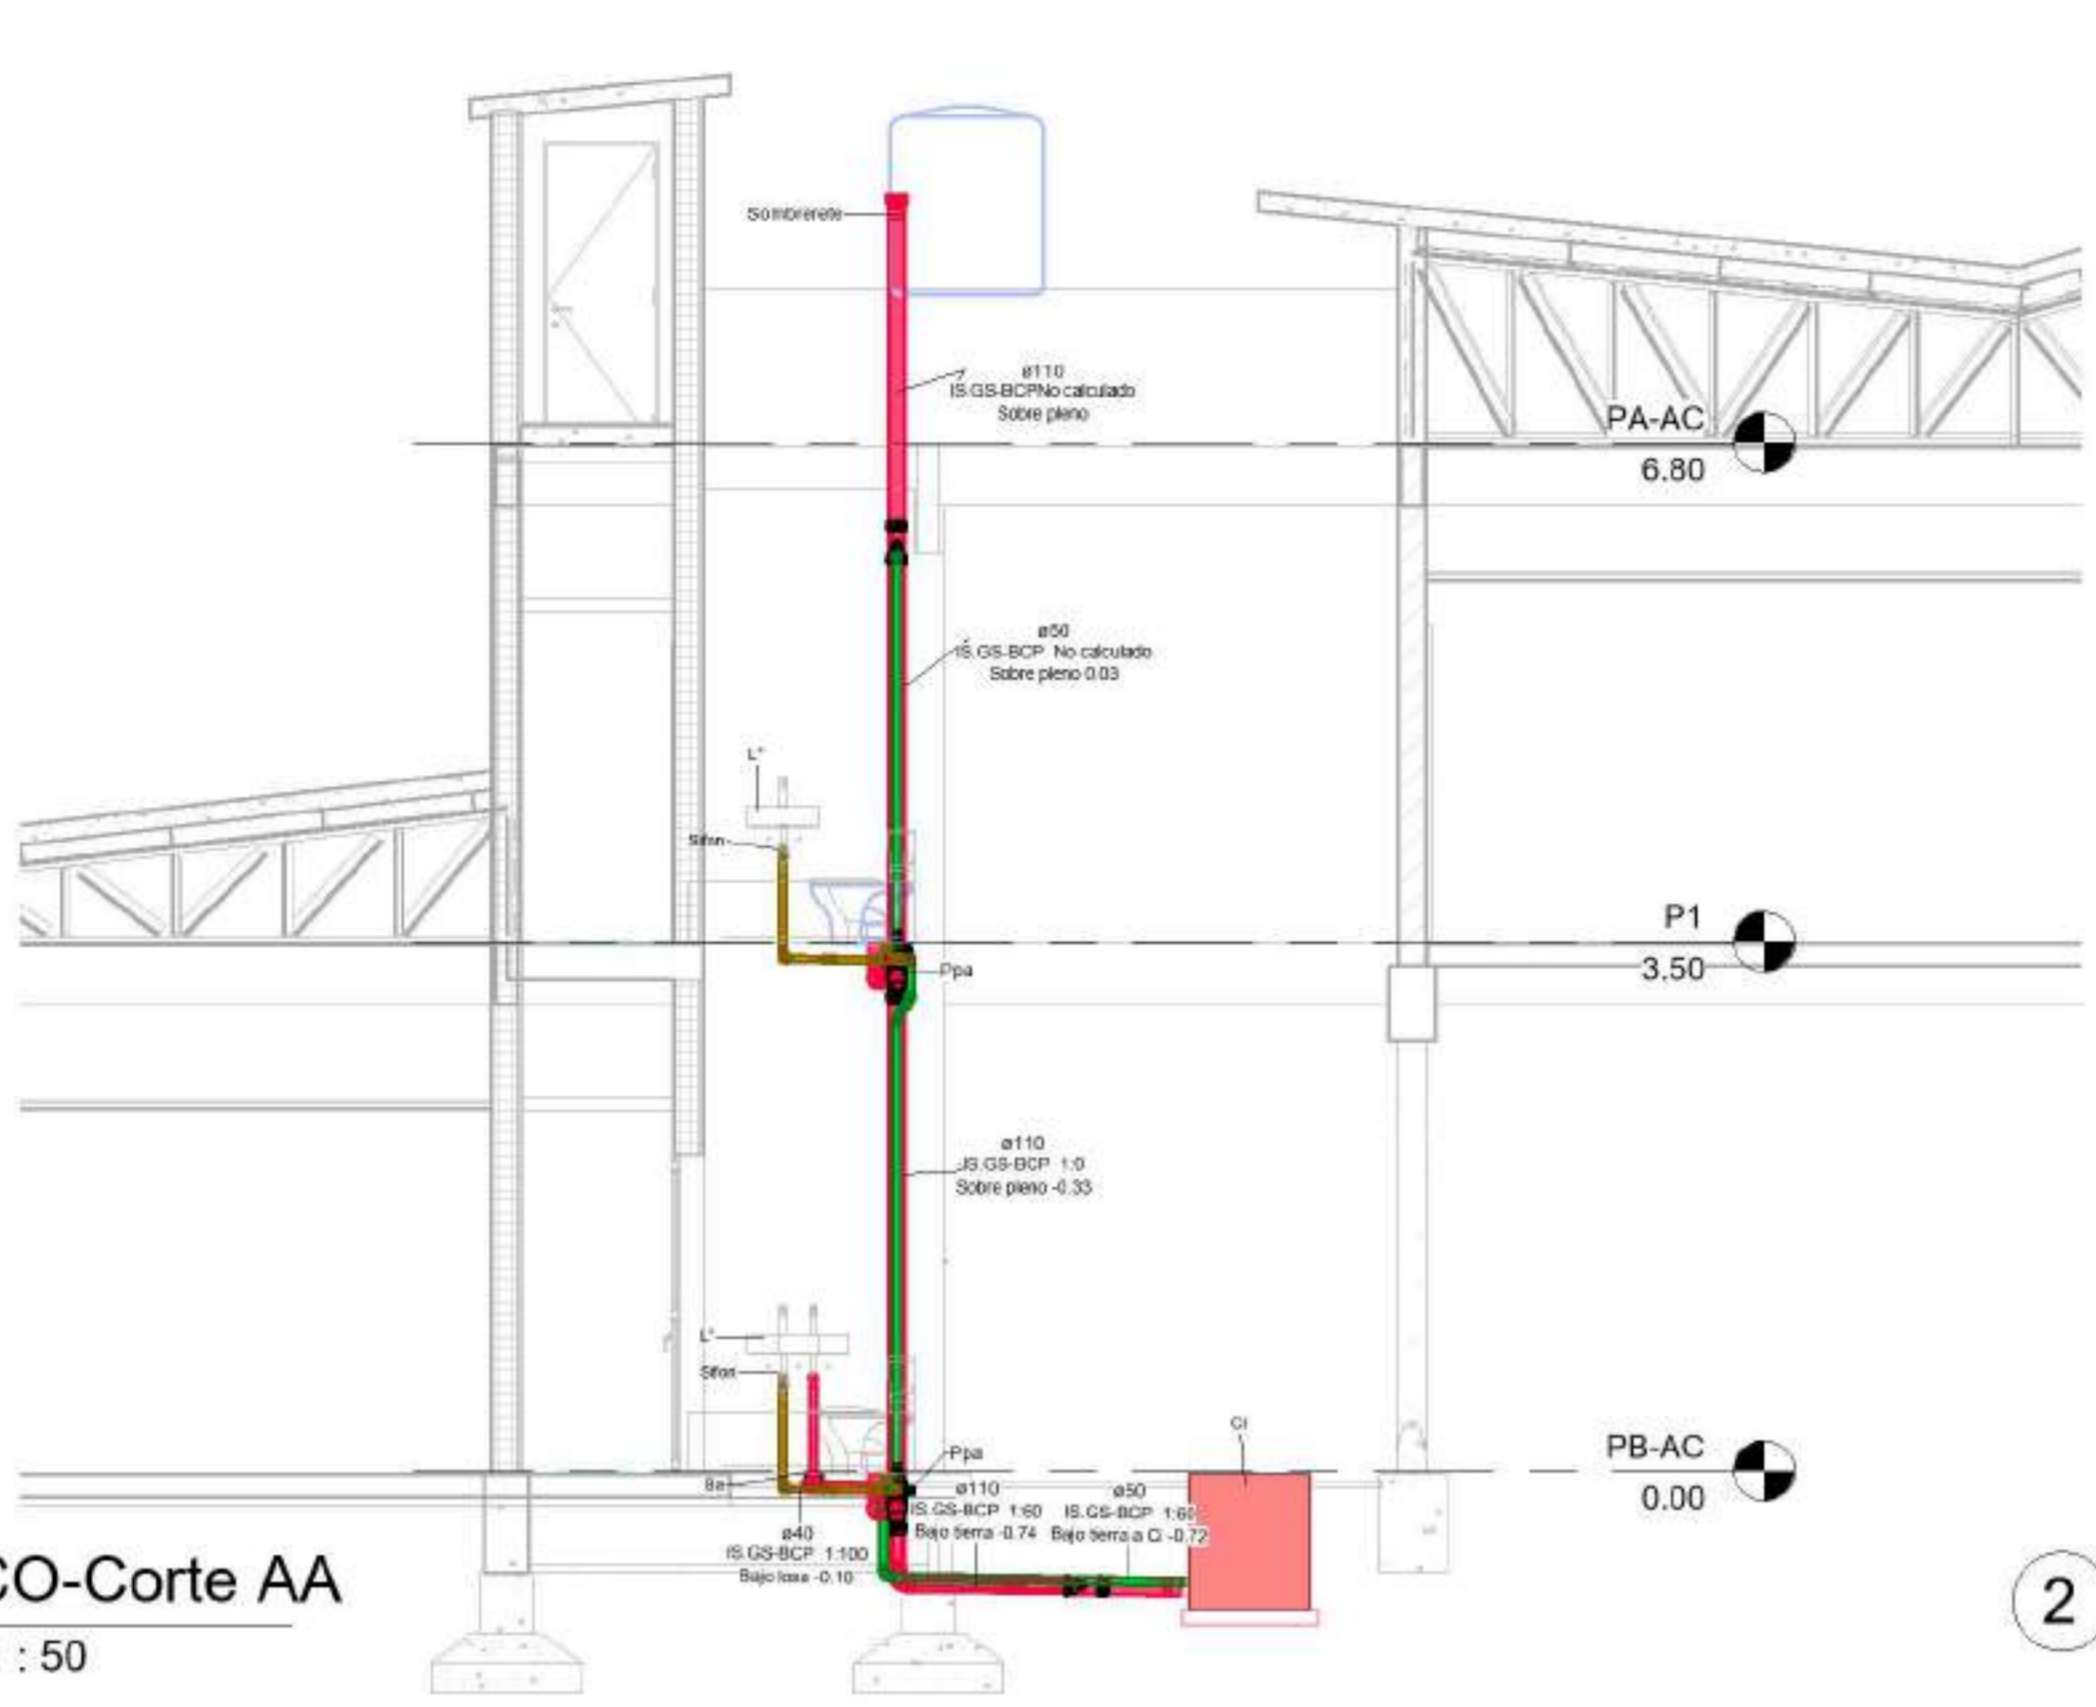 Sombrerete
ø110
IS.GS-BCPNo calculado
Sobre pleno
PA-AC
6.80
ø50
IS.GS-BCP No calculado
Sobre pleno 0.03
L°
Sifon
P1
3.50
Ppa
ø110
IS.GS-BCP 1:0
Sobre pleno -0.33
L°
Sifon
CI
PB-AC
0.00
Ppa
Ba
ø110
IS.GS-BCP 1:60
Bajo tierra -0.74
ø50
IS.GS-BCP 1:60
Bajo tierra a CI -0.72
ø40
IS.GS-BCP 1:100
Bajo losa -0.10
CO-Corte AA
: 50
2